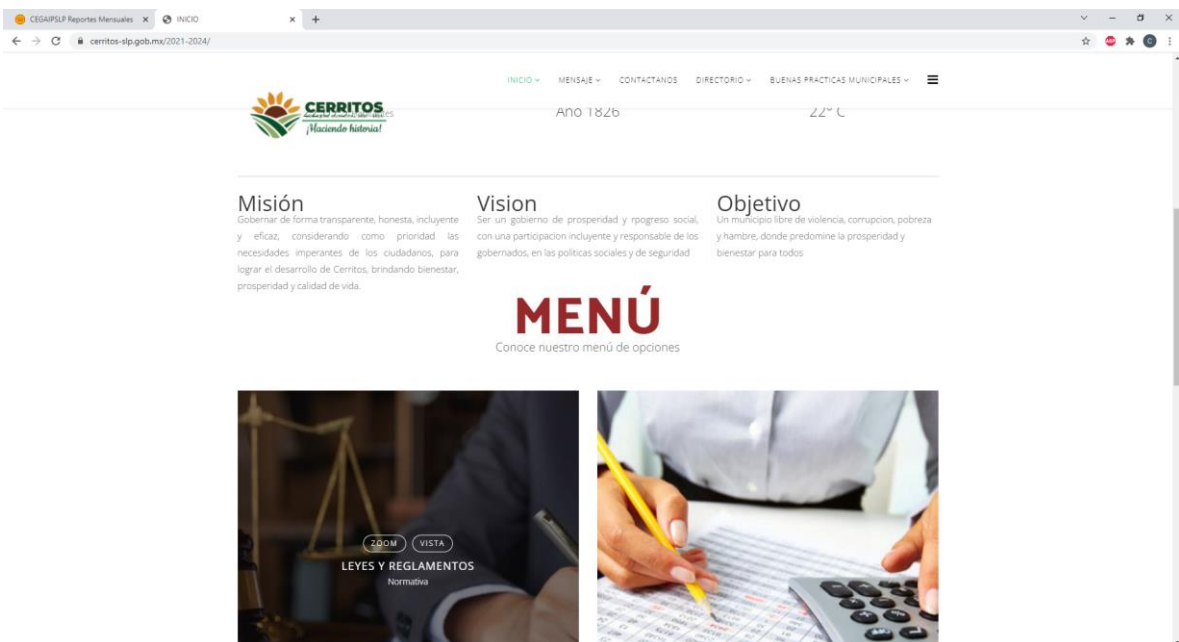 CEGAIPSLP Reportes Mensuales
INICIO
cerritos-slp.gob.mx/2021-2024/
ABP
C
INICIO
MENSAJE
CONTACTANOS
DIRECTORIO
BUENAS PRACTICAS MUNICIPALES
CERRITOS
¡Haciendo historia!
Año 1826
22° C
Misión
Gobernar de forma transparente, honesta, incluyente
y eficaz, considerando como prioridad las
necesidades imperantes de los ciudadanos, para
lograr el desarrollo de Cerritos, brindando bienestar,
prosperidad y calidad de vida.
Vision
Ser un gobierno de prosperidad y rpogreso social,
con una participacion incluyente y responsable de los
gobernados, en las politicas sociales y de seguridad
Objetivo
Un municipio libre de violencia, corrupcion, pobreza
y hambre, donde predomine la prosperidad y
bienestar para todos
MENÚ
Conoce nuestro menú de opciones
ZOOM
VISTA
LEYES Y REGLAMENTOS
Normativa